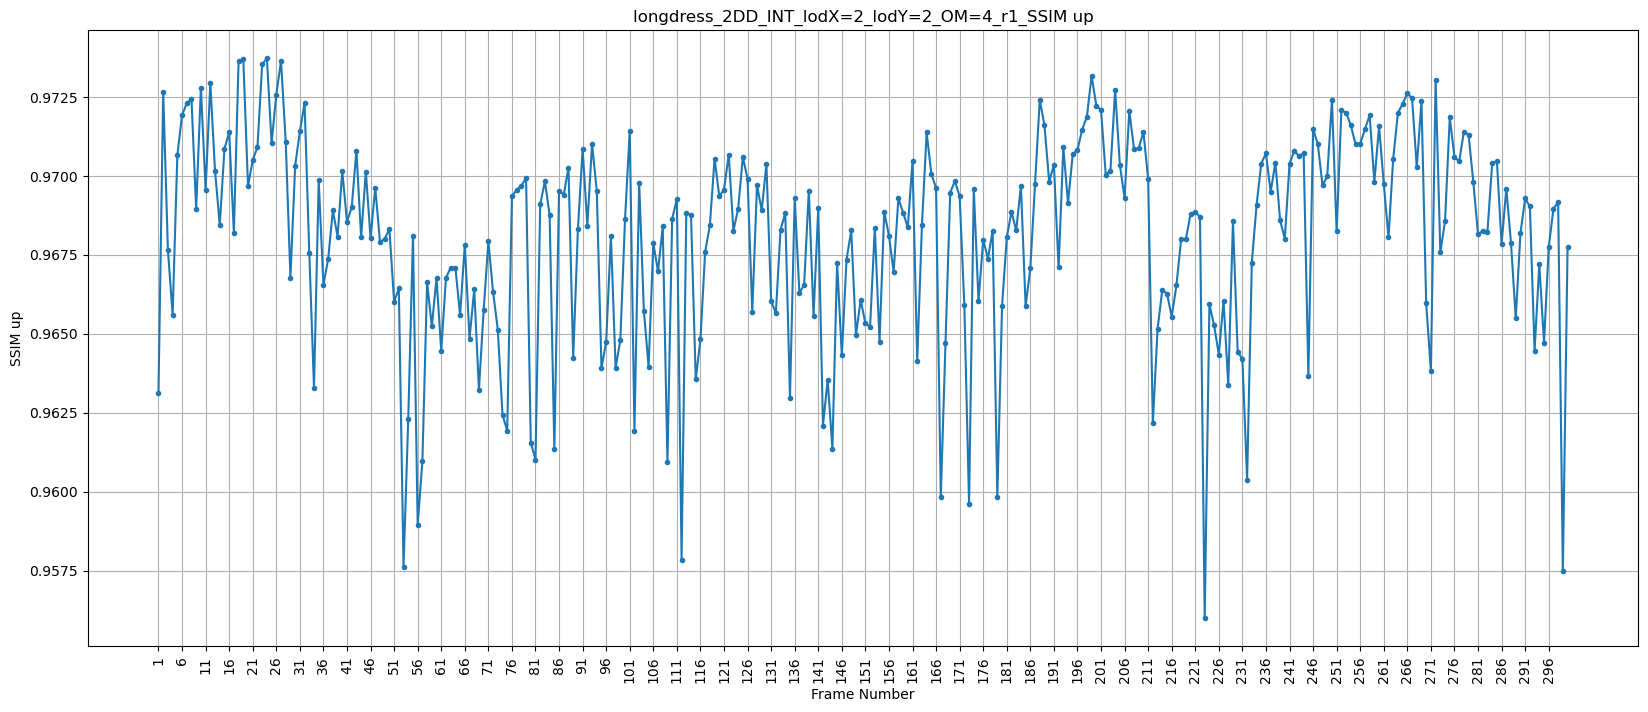 longdress_2DD_INT_lodX=2_lodY=2_OM=4_r1_SSIM up
SSIM up
0.9725
0.9700
0.9675
0.9650
0.9625
0.9600
0.9575
1 6 11 16 21 26 31 36 41 46 51 56 61 66 71 76 81 86 91 96 101 106 111 116 121 126 131 136 141 146 151 156 161 166 171 176 181 186 191 196 201 206 211 216 221 226 231 236 241 246 251 256 261 266 271 276 281 286 291 296
Frame Number